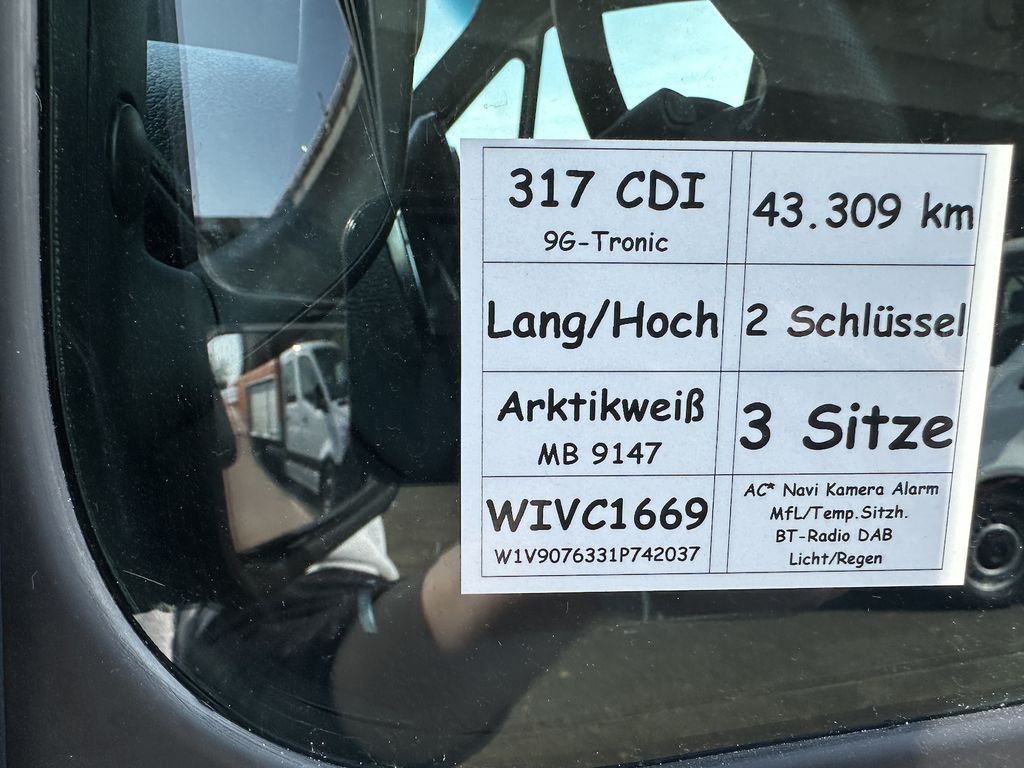 317 CDI
9G-Tronic
43.309 km
Lang/Hoch
2 Schlüssel
Arktikweiß
MB 9147
3 Sitze
WIVC1669
W1V9076331P742037
AC* Navi Kamera Alarm
MfL/Temp.Sitzh.
BT-Radio DAB
Licht/Regen